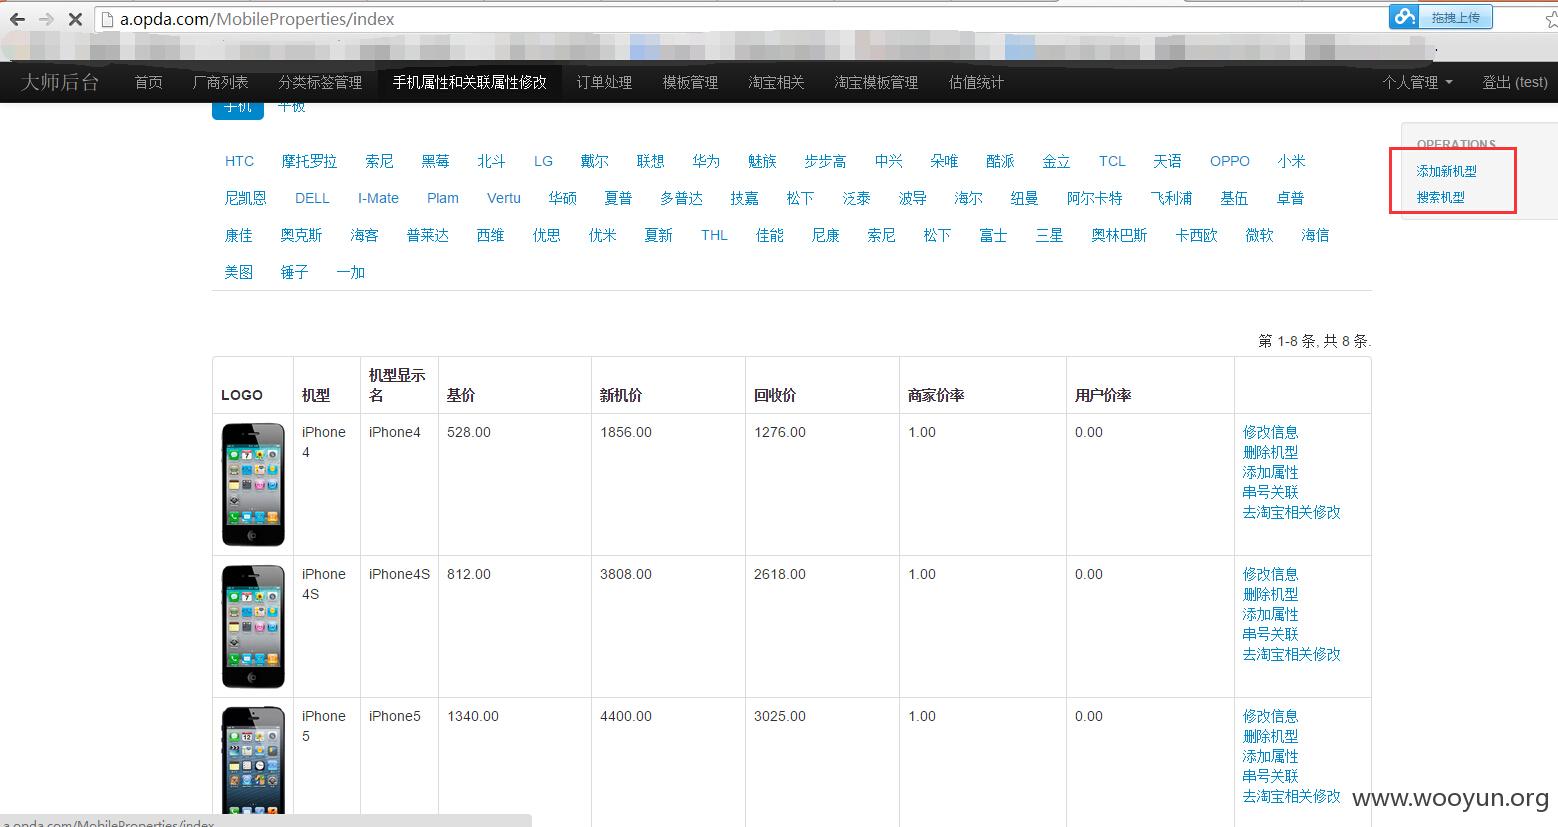 a.opda.com/MobileProperties/index
拖拽上传
大师后台 首页 厂商列表 分类标签管理 手机属性和关联属性修改 订单处理 模板管理 淘宝相关 淘宝模板管理 估值统计 个人管理 登出 (test)
手机 平板
OPERATIONS
添加新机型
搜索机型
HTC 摩托罗拉 索尼 黑莓 北斗 LG 戴尔 联想 华为 魅族 步步高 中兴 朵唯 酷派 金立 TCL 天语 OPPO 小米
尼凯恩 DELL I-Mate Plam Vertu 华硕 夏普 多普达 技嘉 松下 泛泰 波导 海尔 纽曼 阿尔卡特 飞利浦 基伍 卓普
康佳 奥克斯 海客 普莱达 西维 优思 优米 夏新 THL 佳能 尼康 索尼 松下 富士 三星 奥林巴斯 卡西欧 微软 海信
美图 锤子 一加
第 1-8 条, 共 8 条.
LOGO 机型 机型显示名 基价 新机价 回收价 商家价率 用户价率
iPhone 4 iPhone4 528.00 1856.00 1276.00 1.00 0.00
修改信息
删除机型
添加属性
串号关联
去淘宝相关修改
iPhone 4S iPhone4S 812.00 3808.00 2618.00 1.00 0.00
修改信息
删除机型
添加属性
串号关联
去淘宝相关修改
iPhone 5 iPhone5 1340.00 4400.00 3025.00 1.00 0.00
修改信息
删除机型
添加属性
串号关联
去淘宝相关修改
www.wooyun.org
a.opda.com/MobileProperties/index